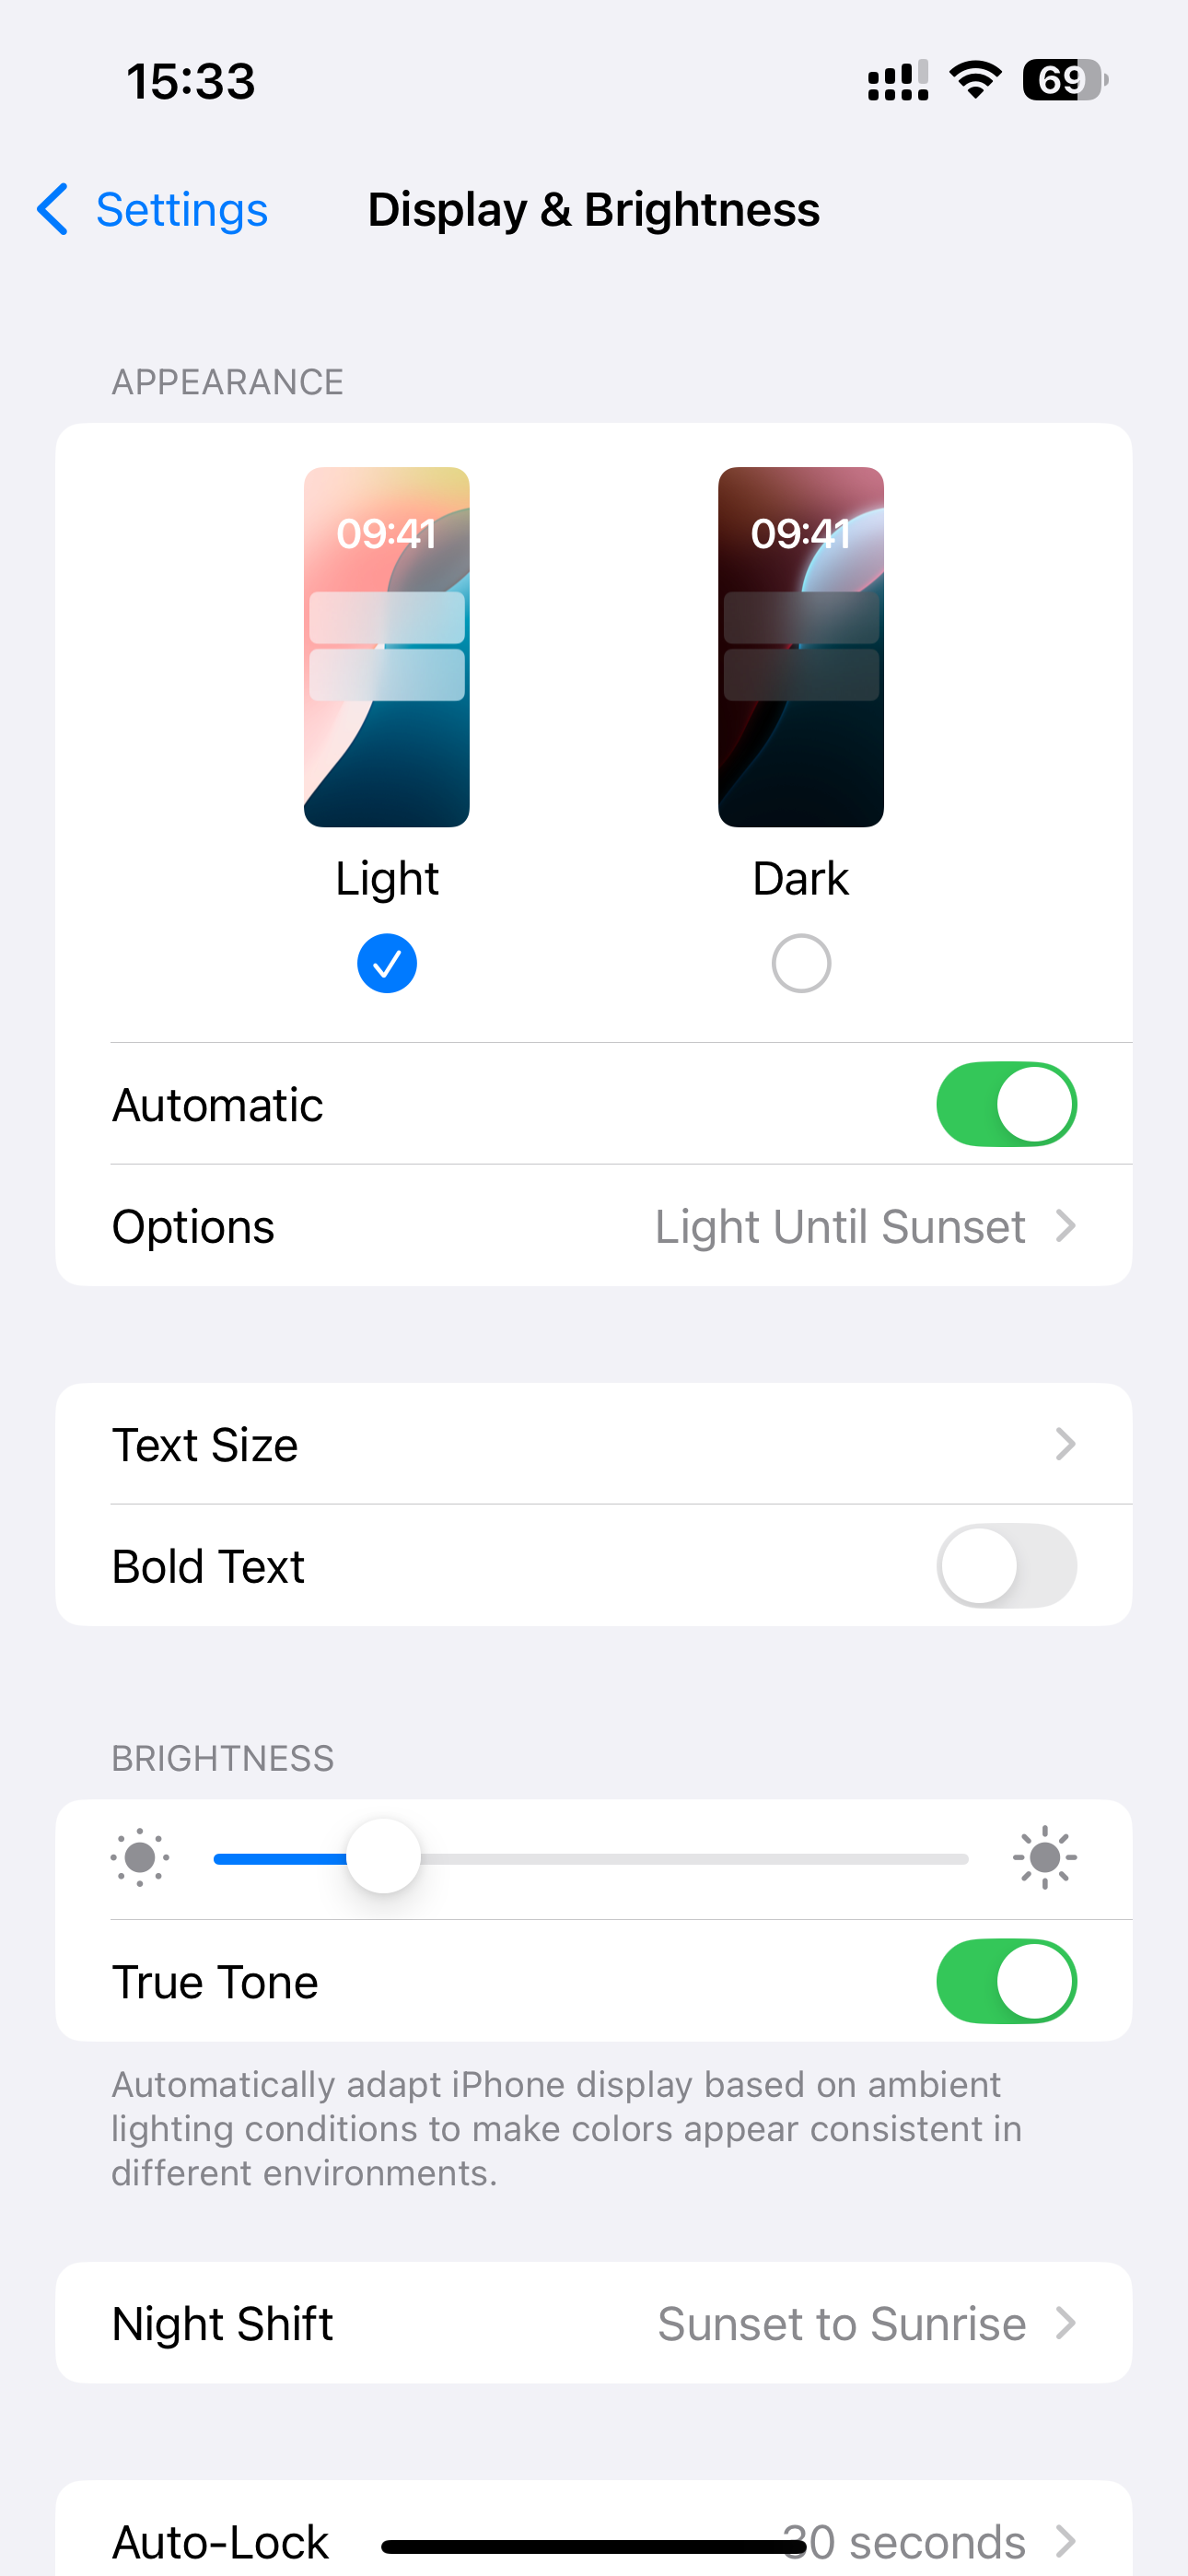 15:33
69
Settings
Display & Brightness
APPEARANCE
09:41
09:41
Light
Dark
Automatic
Options
Light Until Sunset
Text Size
Bold Text
BRIGHTNESS
True Tone
Automatically adapt iPhone display based on ambient
lighting conditions to make colors appear consistent in
different environments.
Night Shift
Sunset to Sunrise
Auto-Lock
30 seconds